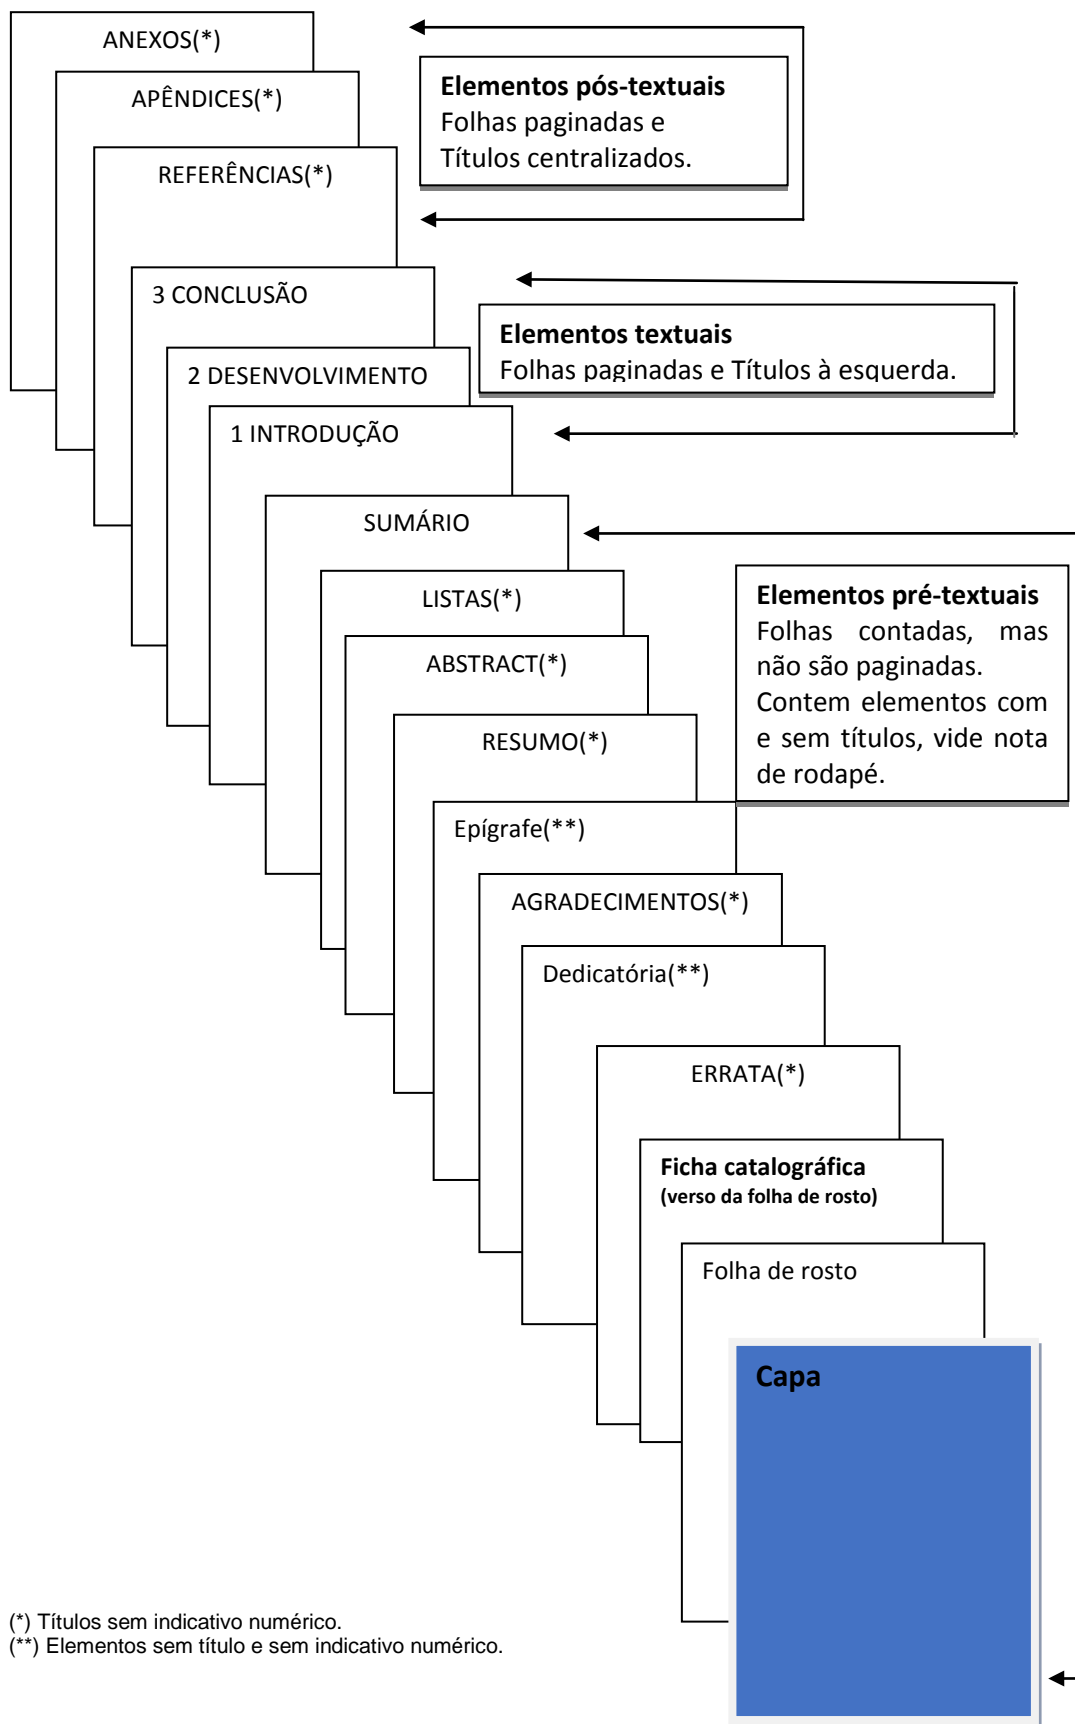 ANEXOS(*)
APÊNDICES(*)
REFERÊNCIAS(*)
Elementos pós-textuais
Folhas paginadas e
Títulos centralizados.
3 CONCLUSÃO
2 DESENVOLVIMENTO
1 INTRODUÇÃO
Elementos textuais
Folhas paginadas e Títulos à esquerda.
SUMÁRIO
LISTAS(*)
ABSTRACT(*)
RESUMO(*)
Elementos pré-textuais
Folhas contadas, mas
não são paginadas.
Contem elementos com
e sem títulos, vide nota
de rodapé.
Epígrafe(**)
AGRADECIMENTOS(*)
Dedicatória(**)
ERRATA(*)
Ficha catalográfica
(verso da folha de rosto)
Folha de rosto
Capa
(*) Títulos sem indicativo numérico.
(**) Elementos sem título e sem indicativo numérico.